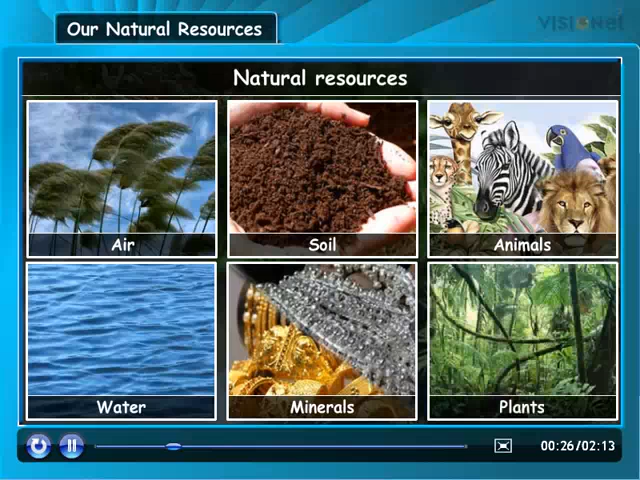 Our Natural Resources
VISIONet
Natural resources
Air
Soil
Animals
Water
Minerals
Plants
00:26/02:13